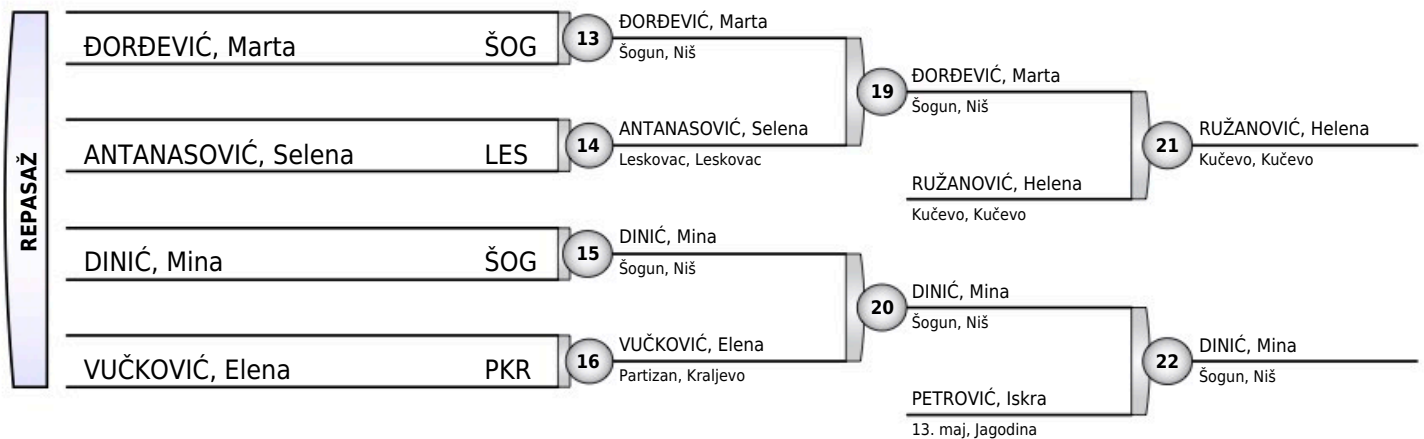 REPASAŽ
ĐORĐEVIĆ, Marta ŠOG
ANTANASOVIĆ, Selena LES
DINIĆ, Mina ŠOG
VUČKOVIĆ, Elena PKR
13
ĐORĐEVIĆ, Marta
Šogun, Niš
14
ANTANASOVIĆ, Selena
Leskovac, Leskovac
15
DINIĆ, Mina
Šogun, Niš
16
VUČKOVIĆ, Elena
Partizan, Kraljevo
19
ĐORĐEVIĆ, Marta
Šogun, Niš
RUŽANOVIĆ, Helena
Kučevo, Kučevo
20
DINIĆ, Mina
Šogun, Niš
PETROVIĆ, Iskra
13. maj, Jagodina
21
RUŽANOVIĆ, Helena
Kučevo, Kučevo
22
DINIĆ, Mina
Šogun, Niš